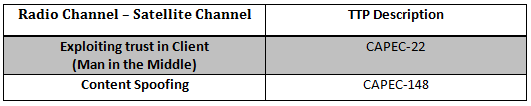 Radio Channel – Satellite Channel
TTP Description
Exploiting trust in Client
(Man in the Middle)
CAPEC-22
Content Spoofing
CAPEC-148